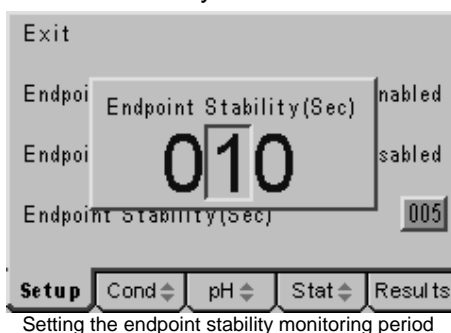 Exit
Endpoi nabled
Endpoint Stability(Sec)
010
Endpoi sabled
Endpoint Stability(Sec) 005
Setup Cond pH Stat Results
Setting the endpoint stability monitoring period